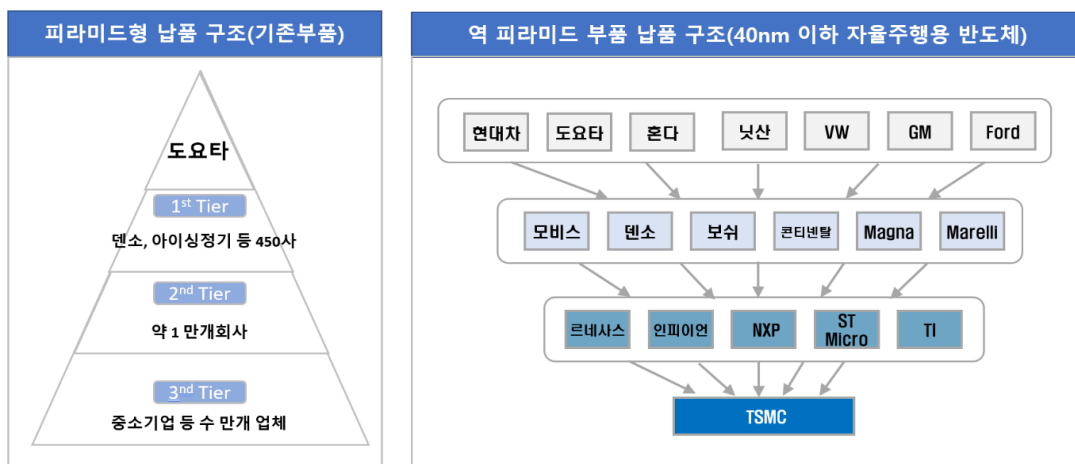 피라미드형 납품 구조(기존부품)
도요타
1st Tier
덴소, 아이싱정기 등 450사
2nd Tier
약 1 만개회사
3nd Tier
중소기업 등 수 만개 업체
역 피라미드 부품 납품 구조(40nm 이하 자율주행용 반도체)
현대차 도요타 혼다 닛산 VW GM Ford
모비스 덴소 보쉬 콘티넨탈 Magna Marelli
르네사스 인피이언 NXP ST Micro TI
TSMC